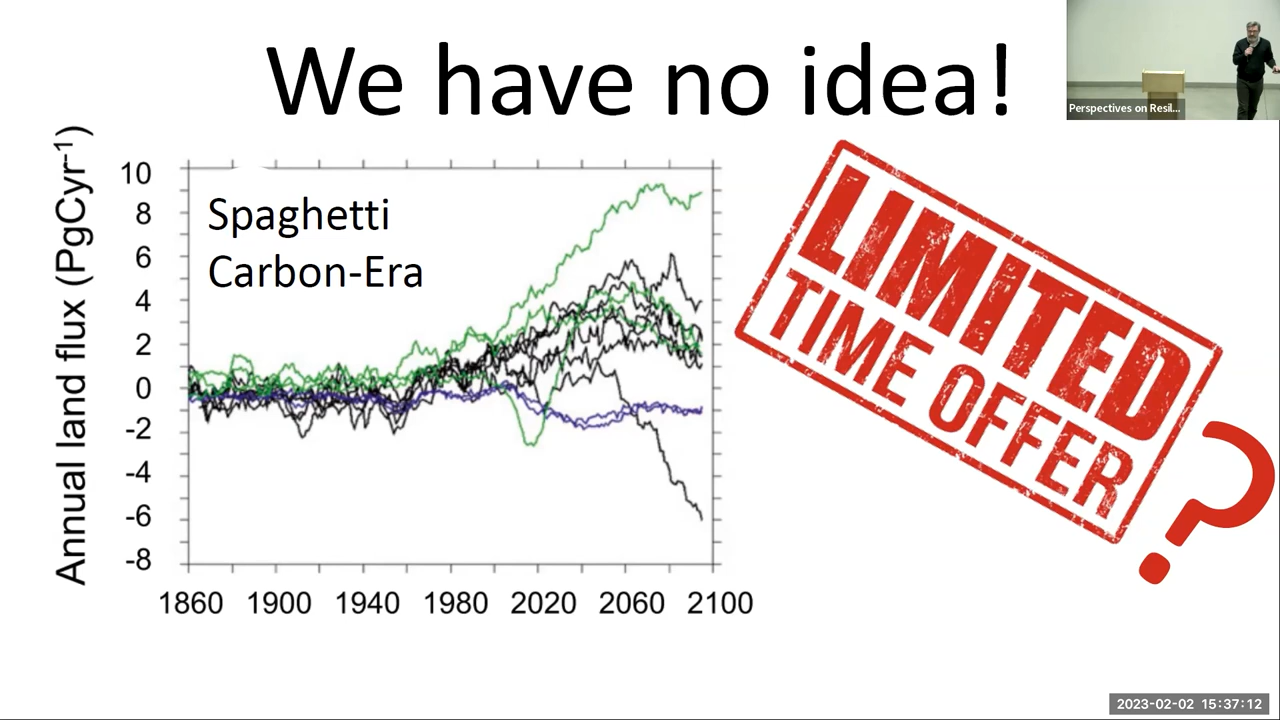 We have no idea!
Perspectives on Resil...
Annual land flux (PgCyr-1)
10
8
6
4
2
0
-2
-4
-6
-8
Spaghetti
Carbon-Era
1860 1900 1940 1980 2020 2060 2100
LIMITED
TIME OFFER
?
2023-02-02 15:37:12